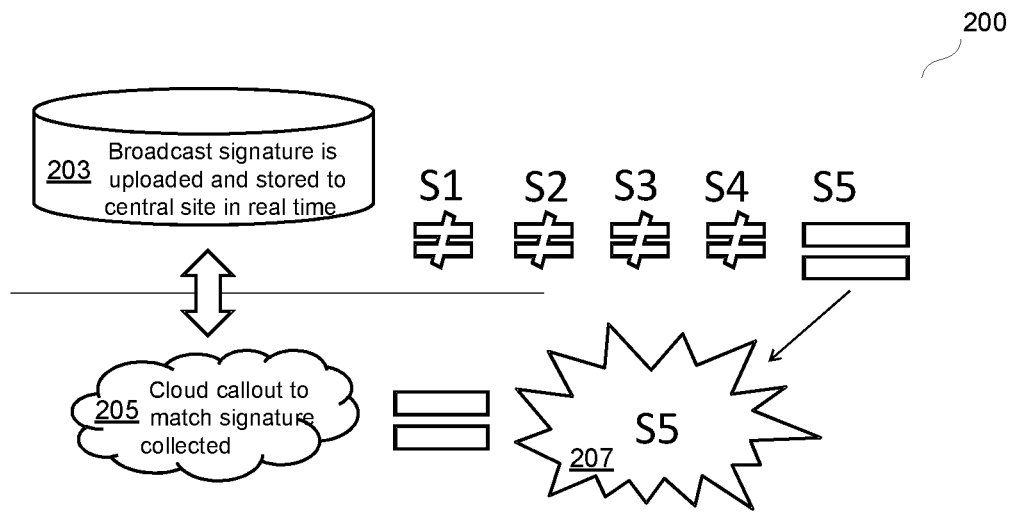 200
203 Broadcast signature is
uploaded and stored to
central site in real time
S1 S2 S3 S4 S5
205 Cloud callout to
match signature
collected
S5
207